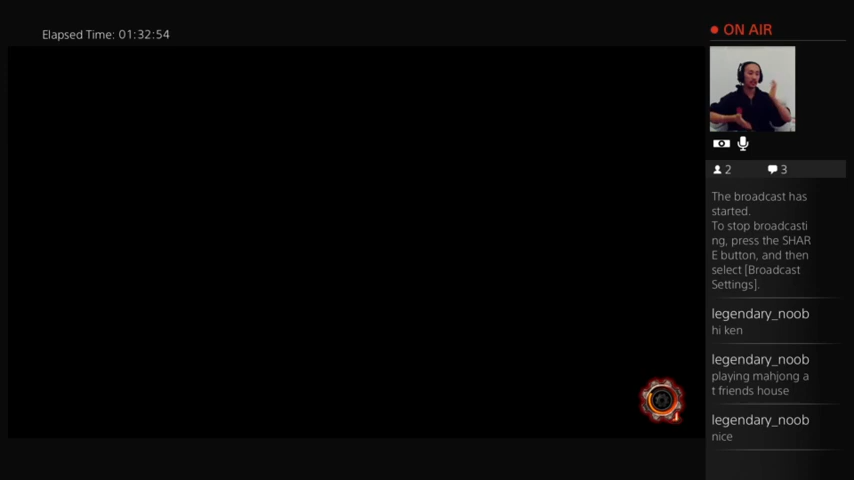 Elapsed Time: 01:32:54
ON AIR
2 3
The broadcast has
started.
To stop broadcasti
ng, press the SHAR
E button, and then
select [Broadcast
Settings].
legendary_noob
hi ken
legendary_noob
playing mahjong a
t friends house
legendary_noob
nice